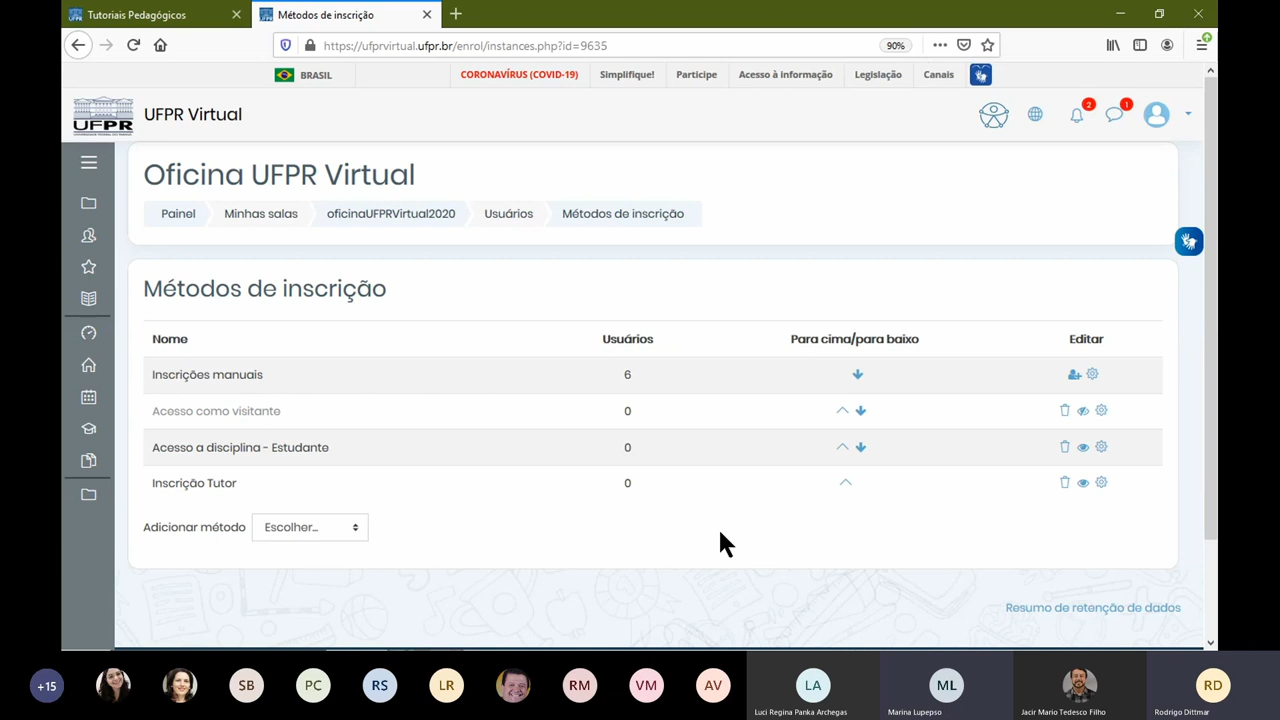 Tutoriais Pedagógicos
Métodos de inscrição
https://ufprvirtual.ufpr.br/enrol/instances.php?id=9635
90%
BRASIL
CORONAVÍRUS (COVID-19)
Simplifique!
Participe
Acesso à informação
Legislação
Canais
UFPR
UFPR Virtual
2
1
Oficina UFPR Virtual
Painel
Minhas salas
oficinaUFPRVirtual2020
Usuários
Métodos de inscrição
Métodos de inscrição
Nome Usuários Para cima/para baixo Editar
Inscrições manuais 6
Acesso como visitante 0
Acesso a disciplina - Estudante 0
Inscrição Tutor 0
Adicionar método Escolher...
Resumo de retenção de dados
+15
SB
PC
RS
LR
RM
VM
AV
LA
Luci Regina Panka Archegas
ML
Marina Lupepso
Jacir Mario Tedesco Filho
RD
Rodrigo Dittmar